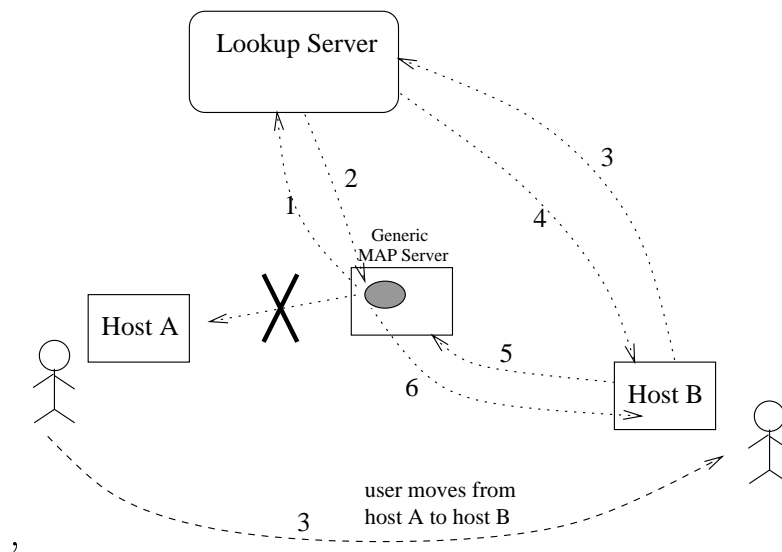 Lookup Server
3
2
1
4
Generic
MAP Server
Host A
5
6
Host B
user moves from
host A to host B
3
,